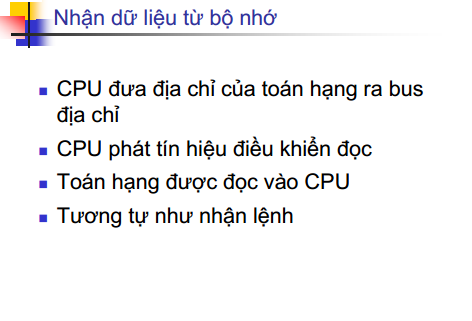 Nhận dữ liệu từ bộ nhớ
CPU đưa địa chỉ của toán hạng ra bus
địa chỉ
CPU phát tín hiệu điều khiển đọc
Toán hạng được đọc vào CPU
Tương tự như nhận lệnh